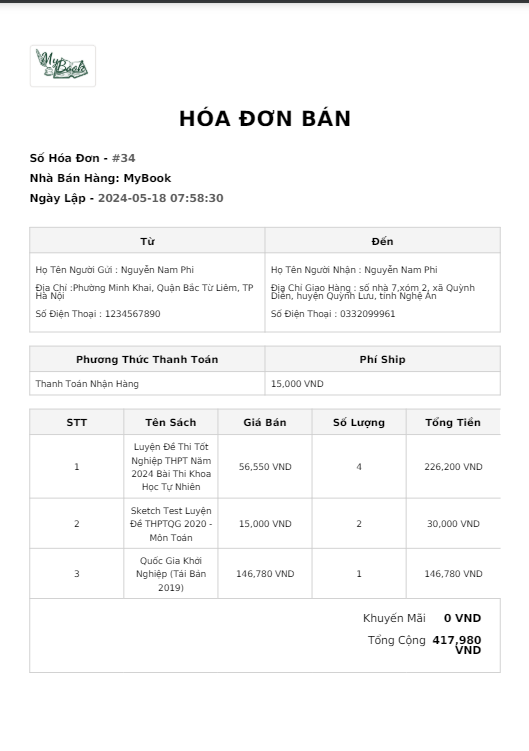 My
Book
HÓA ĐƠN BÁN
Số Hóa Đơn - #34
Nhà Bán Hàng: MyBook
Ngày Lập - 2024-05-18 07:58:30
Từ Đến
Họ Tên Người Gửi : Nguyễn Nam Phi
Địa Chỉ :Phường Minh Khai, Quận Bắc Từ Liêm, TP
Hà Nội
Số Điện Thoại : 1234567890
Họ Tên Người Nhận : Nguyễn Nam Phi
Địa Chỉ Giao Hàng : số nhà 7,xóm 2, xã Quỳnh
Diễn, huyện Quỳnh Lưu, tỉnh Nghệ An
Số Điện Thoại : 0332099961
Phương Thức Thanh Toán Phí Ship
Thanh Toán Nhận Hàng 15,000 VND
STT Tên Sách Giá Bán Số Lượng Tổng Tiền
Luyện Đề Thi Tốt
Nghiệp THPT Năm
1 2024 Bài Thi Khoa 56,550 VND 4 226,200 VND
Học Tự Nhiên
Sketch Test Luyện
2 Đề THPTQG 2020 - 15,000 VND 2 30,000 VND
Môn Toán
Quốc Gia Khởi
3 Nghiệp (Tái Bản 146,780 VND 1 146,780 VND
2019)
Khuyến Mãi 0 VND
Tổng Cộng 417,980
VND